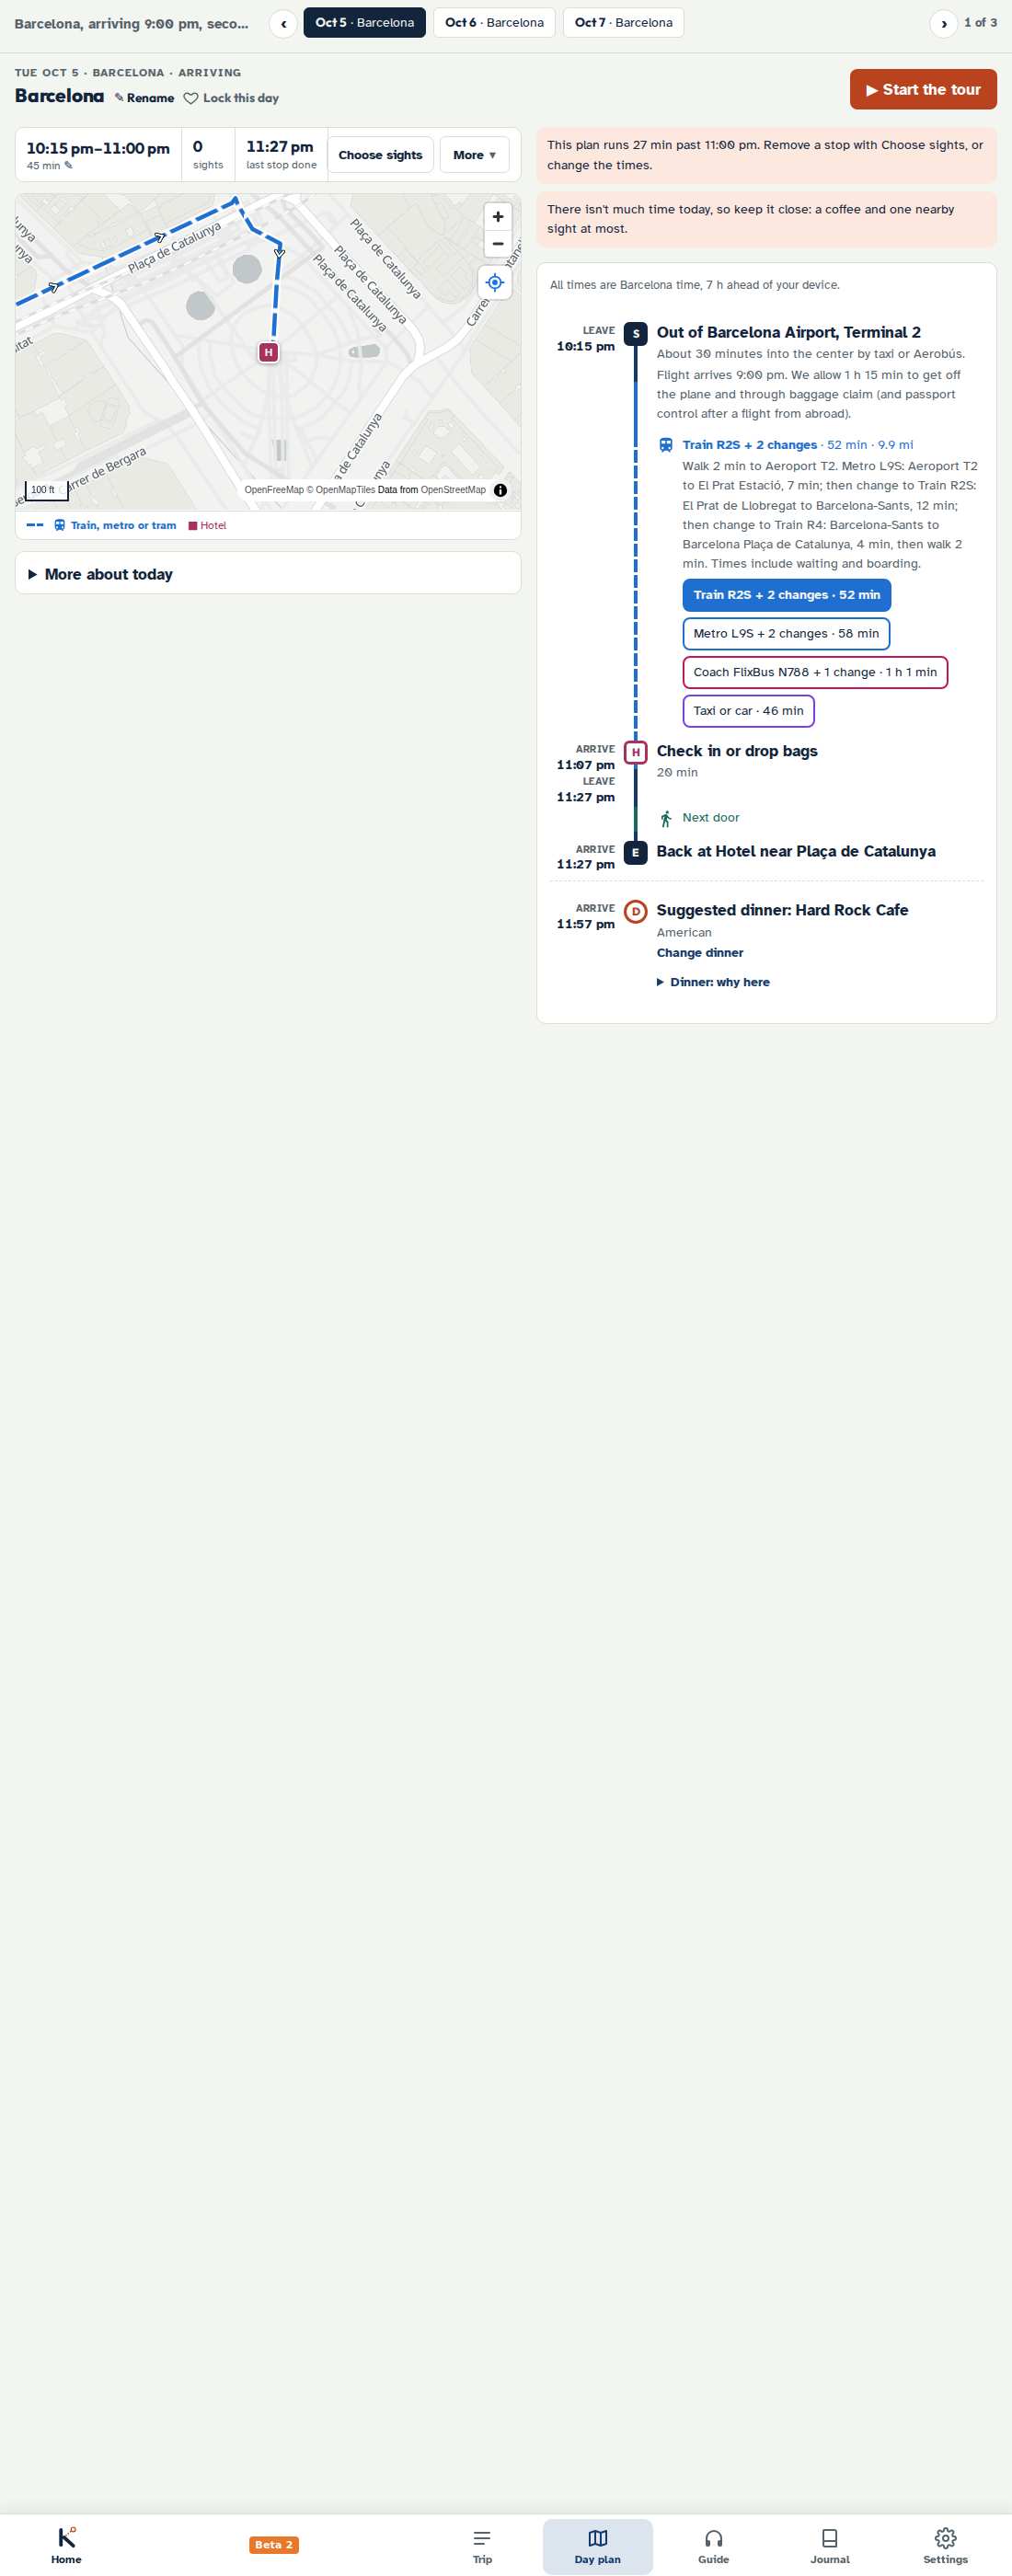 Barcelona, arriving 9:00 pm, seco...
‹
Oct 5 · Barcelona
Oct 6 · Barcelona
Oct 7 · Barcelona
›
1 of 3
TUE OCT 5 · BARCELONA · ARRIVING
Barcelona
✎ Rename
Lock this day
▶ Start the tour
10:15 pm–11:00 pm
45 min ✎
0
sights
11:27 pm
last stop done
Choose sights
More ▾
Plaça de Catalunya
Plaça de Catalunya
Plaça de Catalunya
Plaça de Catalunya
H
+
−
100 ft
OpenFreeMap © OpenMapTiles Data from OpenStreetMap
Train, metro or tram
Hotel
▶ More about today
This plan runs 27 min past 11:00 pm. Remove a stop with Choose sights, or
change the times.
There isn't much time today, so keep it close: a coffee and one nearby
sight at most.
All times are Barcelona time, 7 h ahead of your device.
LEAVE
10:15 pm
S
Out of Barcelona Airport, Terminal 2
About 30 minutes into the center by taxi or Aerobús.
Flight arrives 9:00 pm. We allow 1 h 15 min to get off
the plane and through baggage claim (and passport
control after a flight from abroad).
Train R2S + 2 changes · 52 min · 9.9 mi
Walk 2 min to Aeroport T2. Metro L9S: Aeroport T2
to El Prat Estació, 7 min; then change to Train R2S:
El Prat de Llobregat to Barcelona-Sants, 12 min;
then change to Train R4: Barcelona-Sants to
Barcelona Plaça de Catalunya, 4 min, then walk 2
min. Times include waiting and boarding.
Train R2S + 2 changes · 52 min
Metro L9S + 2 changes · 58 min
Coach FlixBus N788 + 1 change · 1 h 1 min
Taxi or car · 46 min
ARRIVE
11:07 pm
LEAVE
11:27 pm
H
Check in or drop bags
20 min
Next door
ARRIVE
11:27 pm
E
Back at Hotel near Plaça de Catalunya
ARRIVE
11:57 pm
D
Suggested dinner: Hard Rock Cafe
American
Change dinner
▶ Dinner: why here
Home
Beta 2
Trip
Day plan
Guide
Journal
Settings